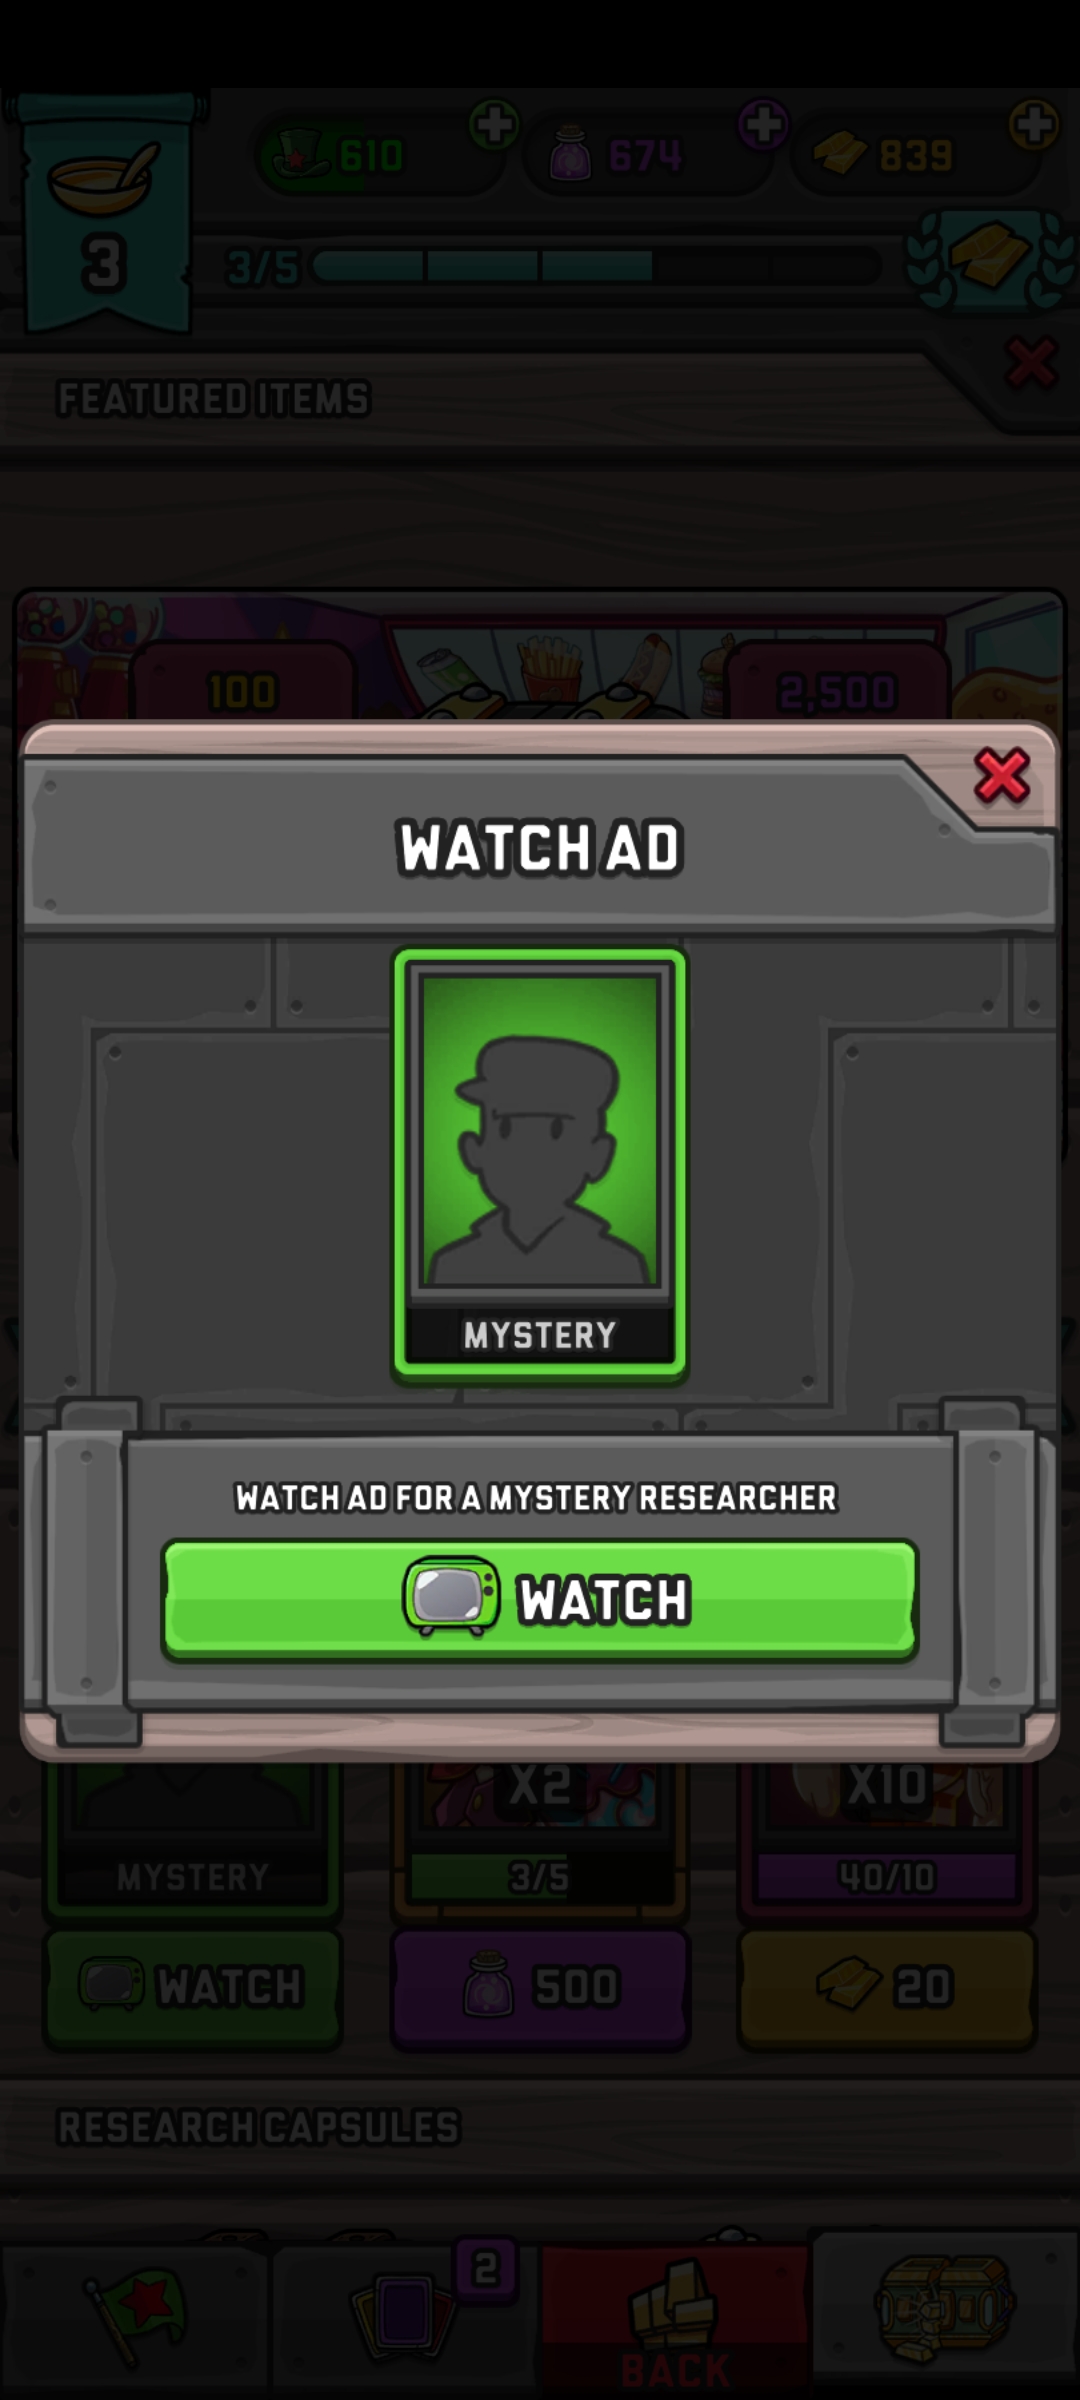 610
674
839
3
3/5
FEATURED ITEMS
100
2,500
WATCH AD
MYSTERY
WATCH AD FOR A MYSTERY RESEARCHER
WATCH
X2
X10
MYSTERY
3/5
40/10
WATCH
500
20
RESEARCH CAPSULES
2
BACK